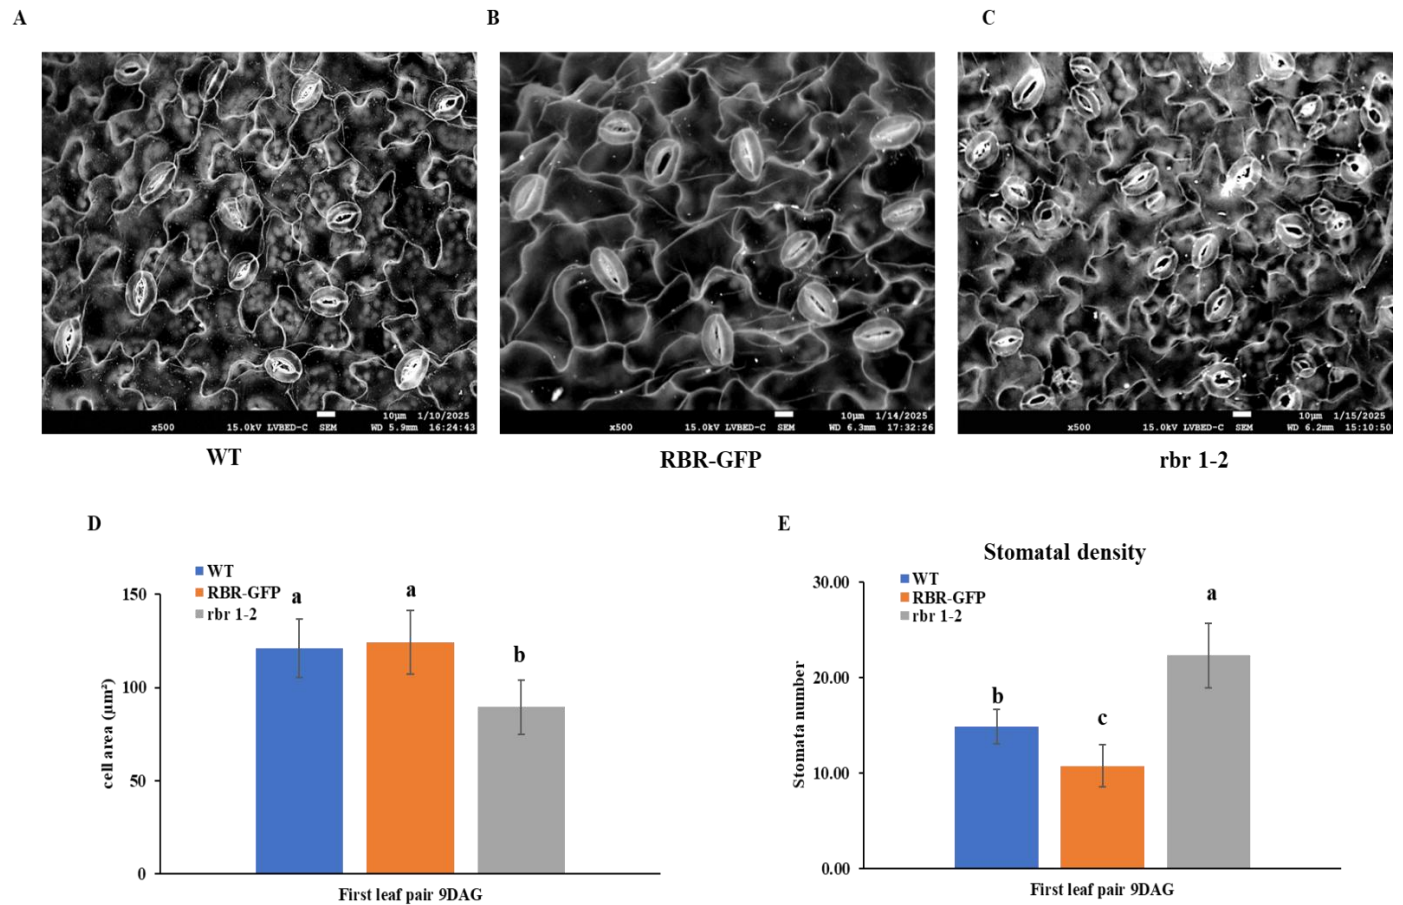 A
B
C
10µm 1/10/2025
x500 15.0kV LVBED-C SEM WD 5.9mm 16:24:43
10µm 1/14/2025
x500 15.0kV LVBED-C SEM WD 6.3mm 17:32:26
10µm 1/15/2025
x500 15.0kV LVBED-C SEM WD 6.2mm 15:10:50
WT
RBR-GFP
rbr 1-2
D
WT
RBR-GFP
rbr 1-2
150
100
50
0
cell area (µm²)
a
a
b
First leaf pair 9DAG
E
Stomatal density
WT
RBR-GFP
rbr 1-2
30.00
20.00
10.00
0.00
Stomata number
b
c
a
First leaf pair 9DAG